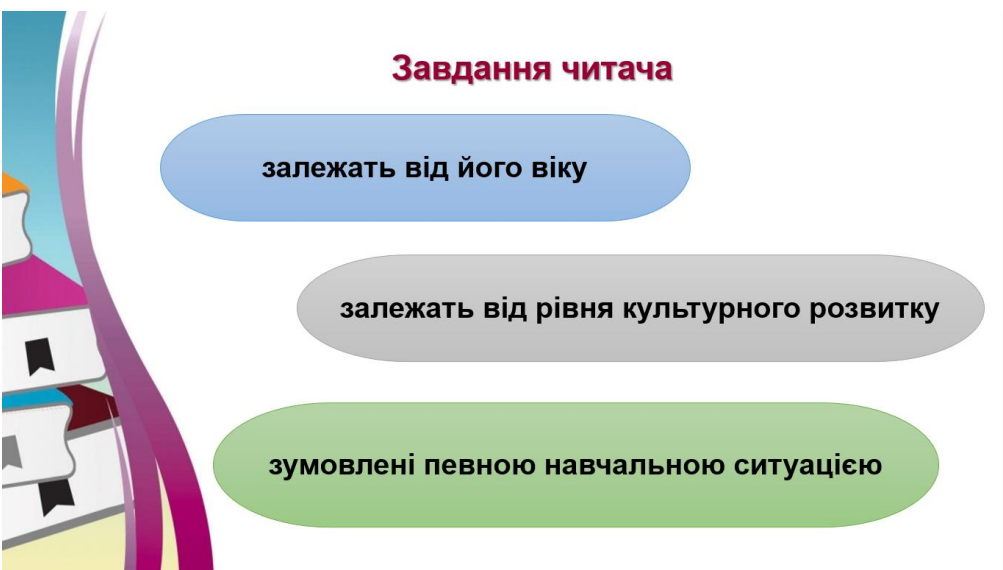 Завдання читача
залежать від його віку
залежать від рівня культурного розвитку
зумовлені певною навчальною ситуацією